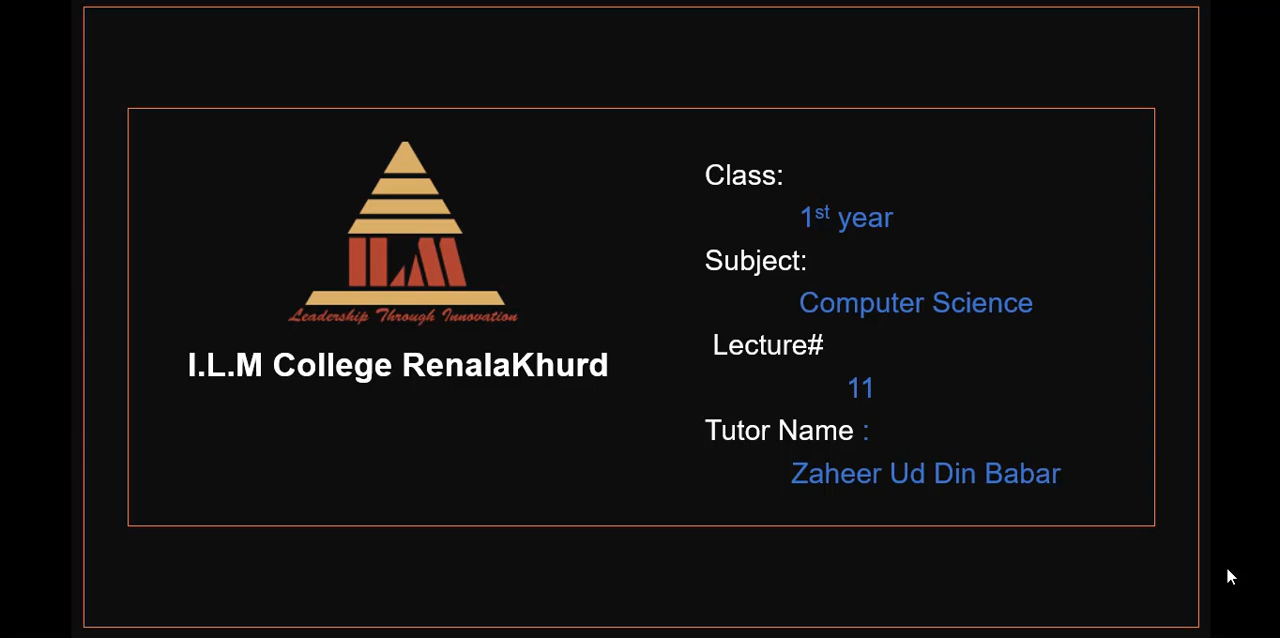 ILM
Leadership Through Innovation
I.L.M College RenalaKhurd
Class:
1st year
Subject:
Computer Science
Lecture#
11
Tutor Name :
Zaheer Ud Din Babar